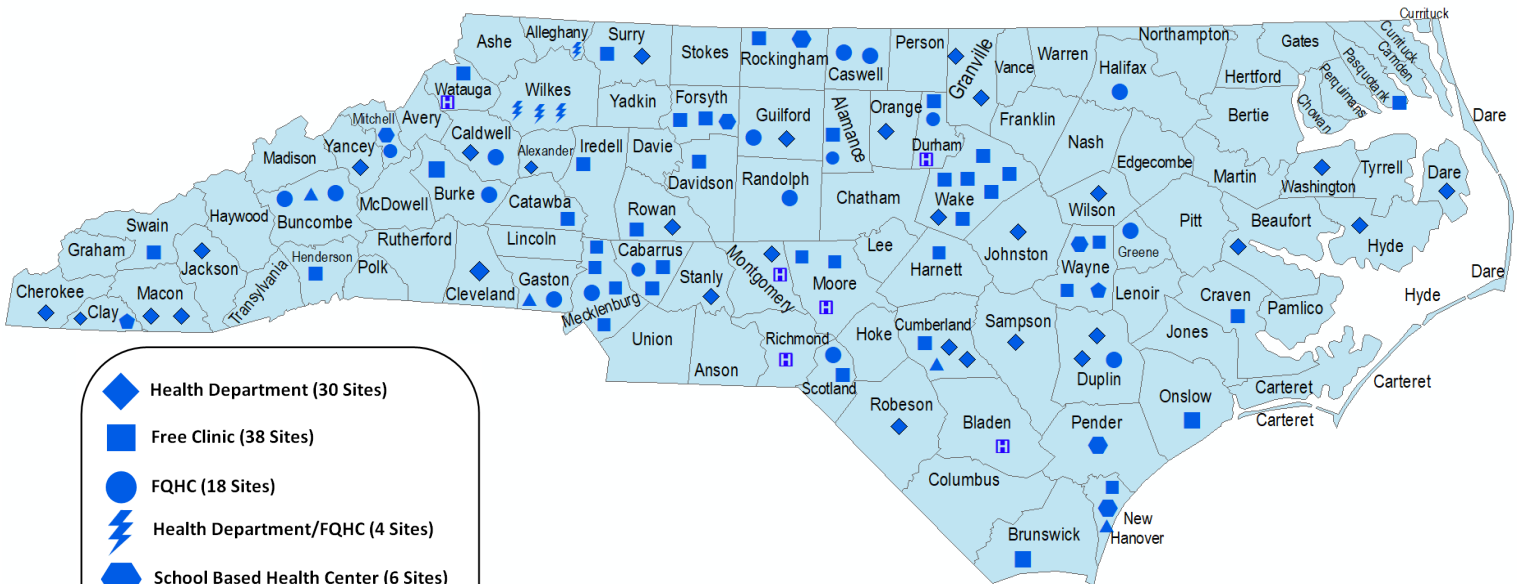 Currituck
Ashe
Alleghany
Surry
Stokes
Rockingham
Caswell
Person
Granville
Vance
Warren
Northampton
Gates
Currituck
Camden
Pasquotank
Perquimans
Chowan
Halifax
Hertford
Bertie
Dare
Watauga
H
Wilkes
Yadkin
Forsyth
Guilford
Alamance
Orange
Durham
H
Franklin
Nash
Edgecombe
Martin
Washington
Tyrrell
Dare
Mitchell
Avery
Caldwell
Alexander
Iredell
Davie
Madison
Yancey
Davidson
Randolph
Chatham
Wake
Wilson
Pitt
Beaufort
Hyde
Swain
Haywood
Buncombe
McDowell
Burke
Catawba
Rowan
Graham
Jackson
Henderson
Rutherford
Lincoln
Cabarrus
Montgomery
H
Moore
H
Lee
Harnett
Johnston
Wayne
Greene
Dare
Cherokee
Clay
Macon
Transylvania
Polk
Cleveland
Gaston
Mecklenburg
Stanly
Lenoir
Craven
Pamlico
Hyde
Union
Anson
Richmond
H
Scotland
Hoke
Cumberland
Sampson
Duplin
Jones
Carteret
Carteret
Carteret
Robeson
Bladen
H
Pender
Onslow
Columbus
Brunswick
New
Hanover
Health Department (30 Sites)
Free Clinic (38 Sites)
FQHC (18 Sites)
Health Department/FQHC (4 Sites)
School Based Health Center (6 Sites)